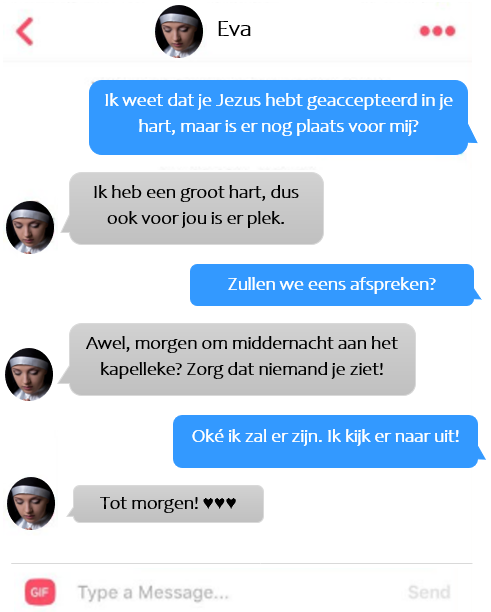 Eva
Ik weet dat je Jezus hebt geaccepteerd in je
hart, maar is er nog plaats voor mij?
Ik heb een groot hart, dus
ook voor jou is er plek.
Zullen we eens afspreken?
Awel, morgen om middernacht aan het
kapelleke? Zorg dat niemand je ziet!
Oké ik zal er zijn. Ik kijk er naar uit!
Tot morgen! ♥♥♥
GIF Type a Message... Send